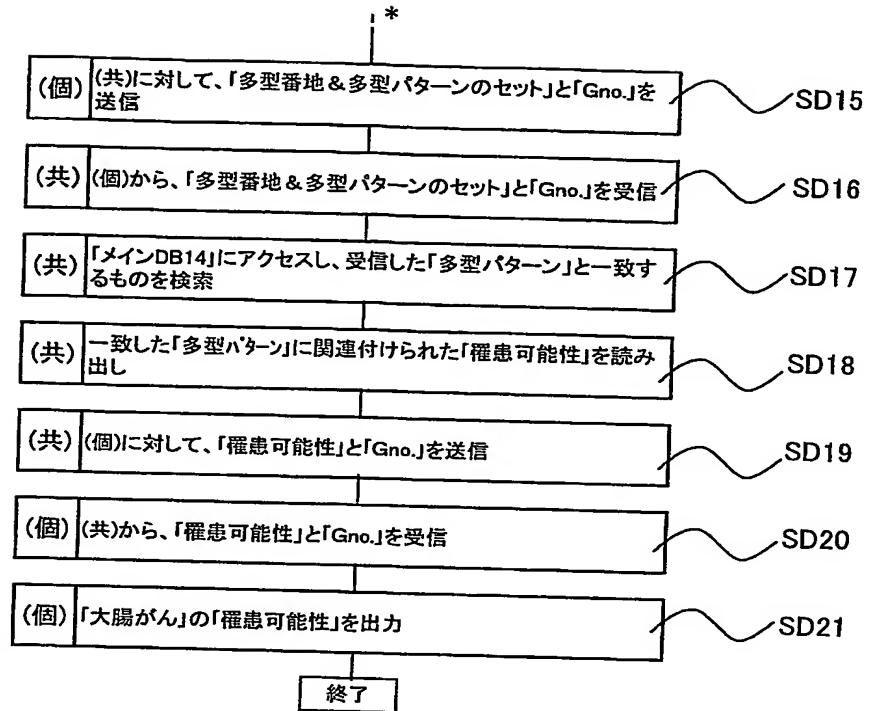 *
(個) (共)に対して、「多型番地&多型パターンのセット」と「Gno.」を
送信
SD15
(共) (個)から、「多型番地&多型パターンのセット」と「Gno.」を受信
SD16
(共) 「メインDB14」にアクセスし、受信した「多型パターン」と一致す
るものを検索
SD17
(共) 一致した「多型パターン」に関連付けられた「罹患可能性」を読み
出し
SD18
(共) (個)に対して、「罹患可能性」と「Gno.」を送信
SD19
(個) (共)から、「罹患可能性」と「Gno.」を受信
SD20
(個) 「大腸がん」の「罹患可能性」を出力
SD21
終了